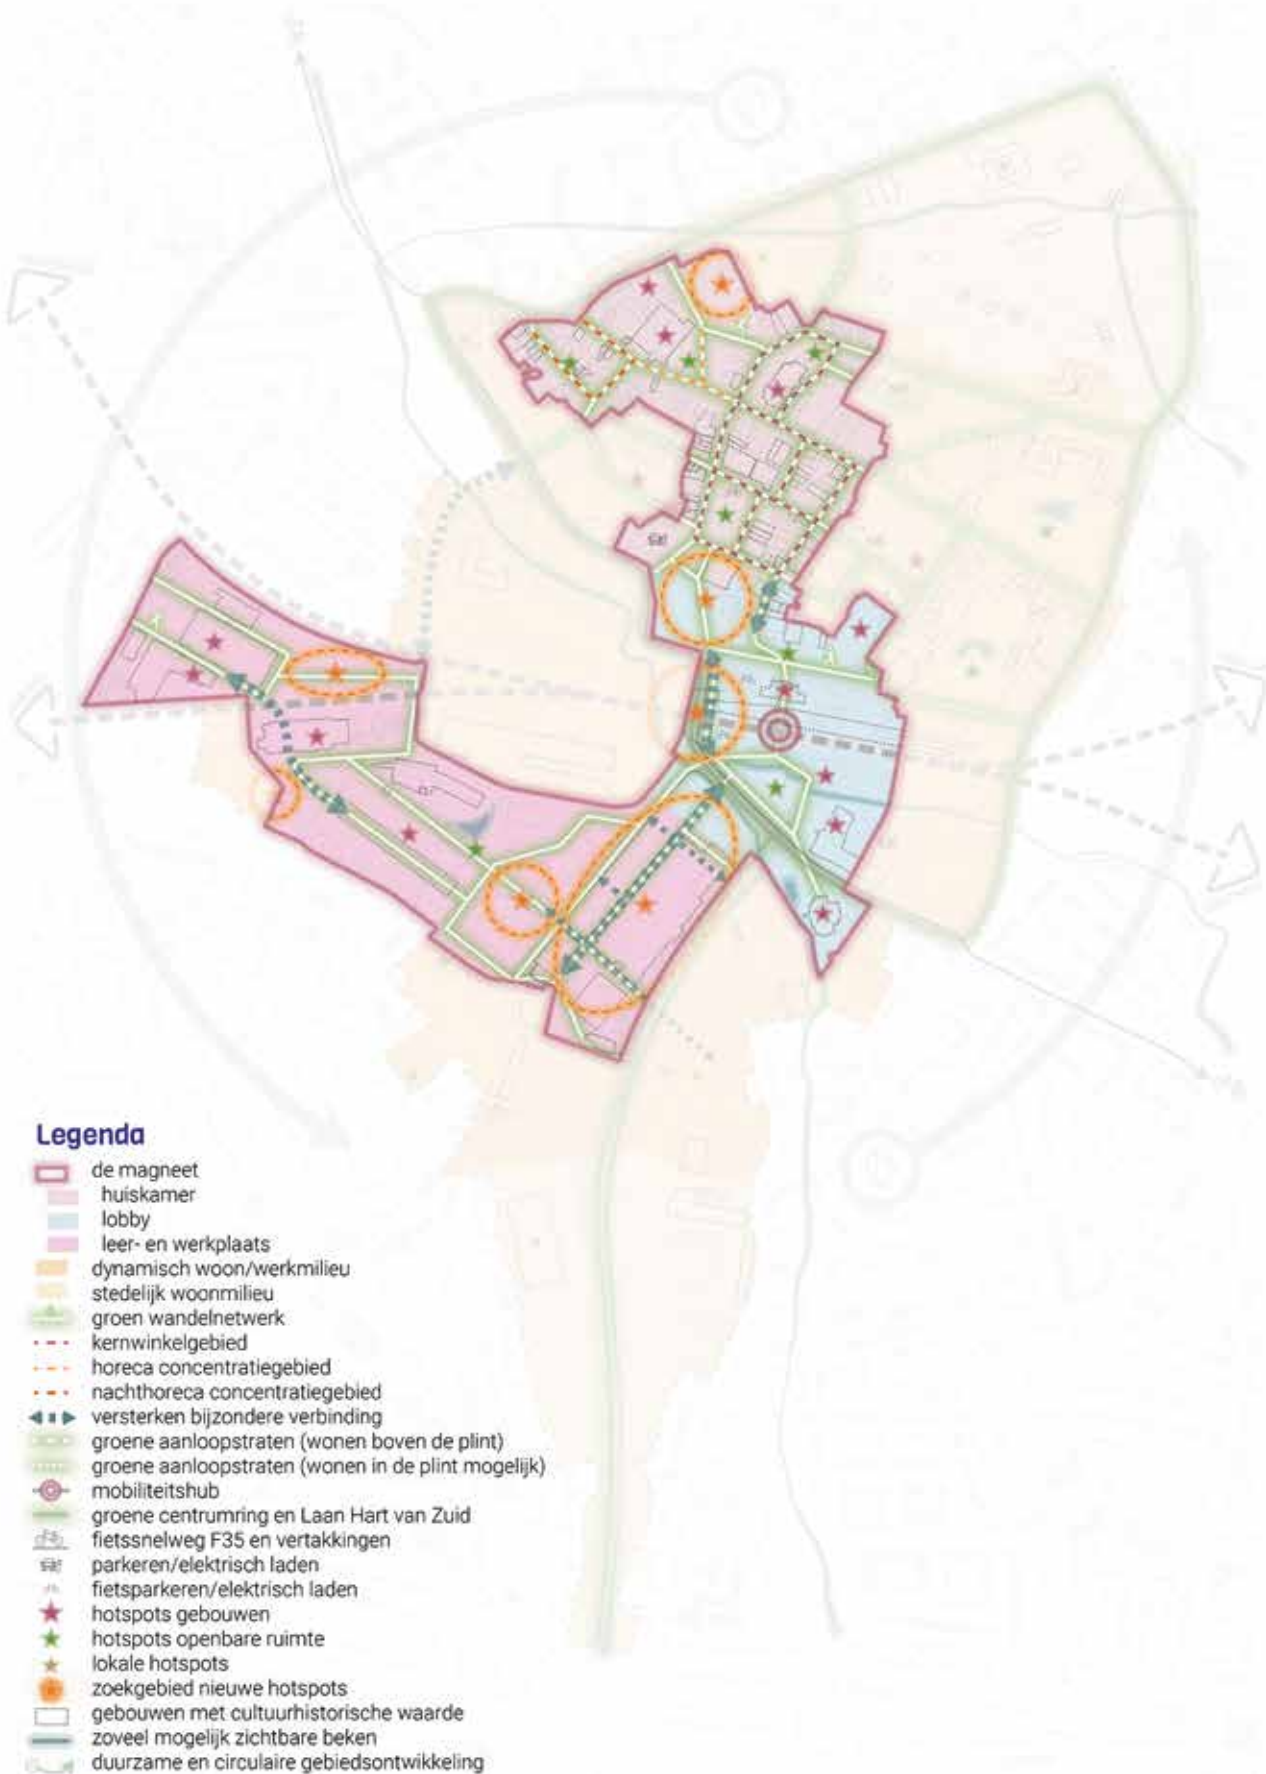 Legenda
de magneet
huiskamer
lobby
leer- en werkplaats
dynamisch woon/werkmilieu
stedelijk woonmilieu
groen wandelnetwerk
kernwinkelgebied
horeca concentratiegebied
nachthoreca concentratiegebied
versterken bijzondere verbinding
groene aanloopstraten (wonen boven de plint)
groene aanloopstraten (wonen in de plint mogelijk)
mobiliteitshub
groene centrumring en Laan Hart van Zuid
fietssnelweg F35 en vertakkingen
parkeren/elektrisch laden
fietsparkeren/elektrisch laden
hotspots gebouwen
hotspots openbare ruimte
lokale hotspots
zoekgebied nieuwe hotspots
gebouwen met cultuurhistorische waarde
zoveel mogelijk zichtbare beken
duurzame en circulaire gebiedsontwikkeling